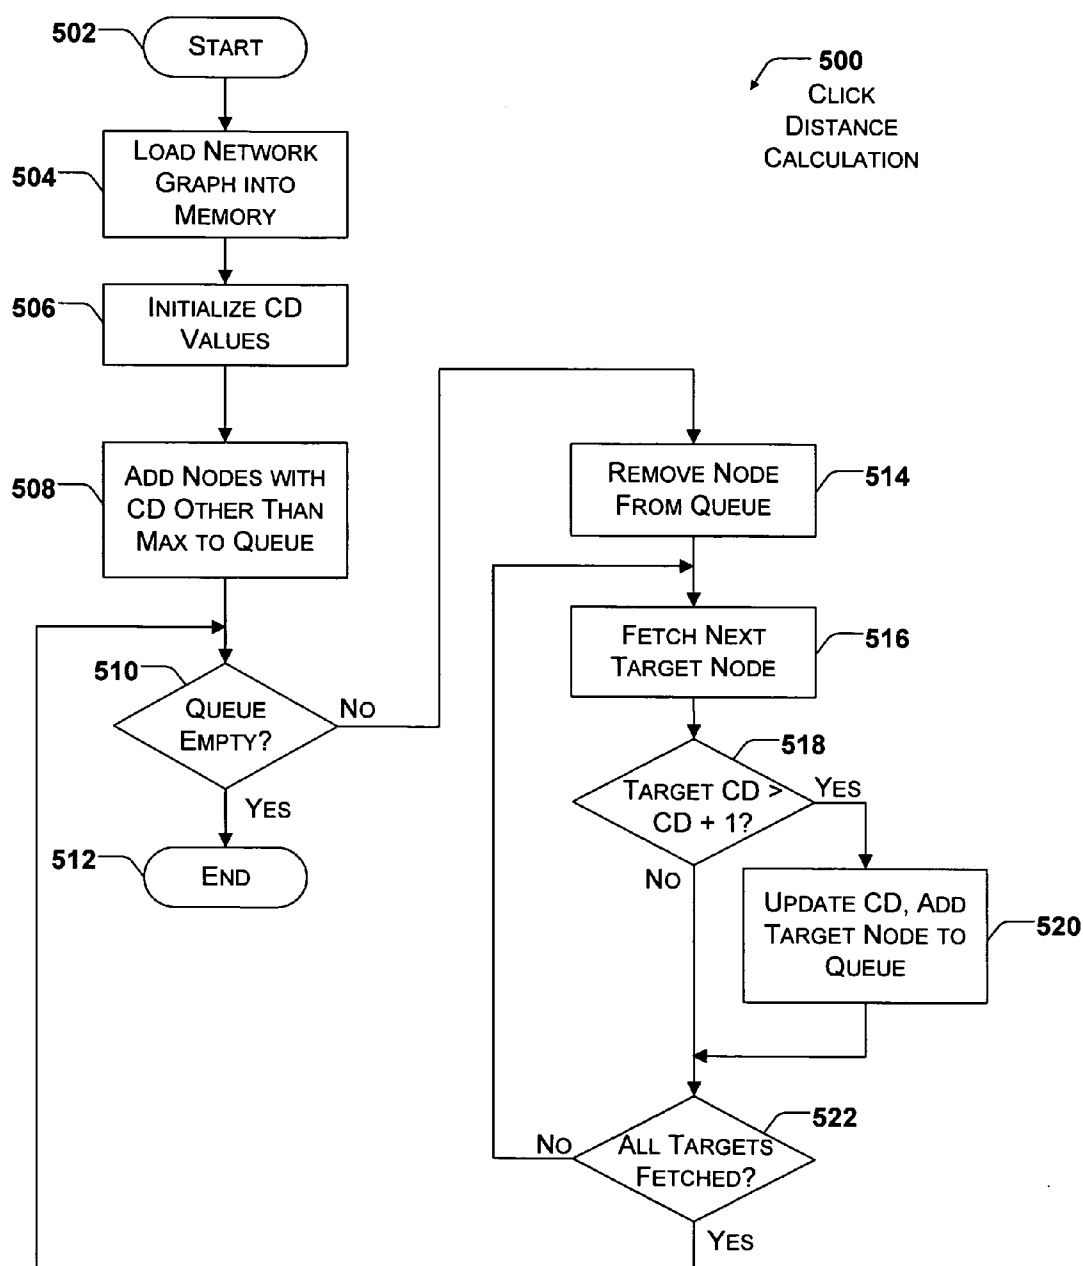 502
START
500
CLICK
DISTANCE
CALCULATION
504
LOAD NETWORK
GRAPH INTO
MEMORY
506
INITIALIZE CD
VALUES
508
ADD NODES WITH
CD OTHER THAN
MAX TO QUEUE
510
QUEUE
EMPTY?
NO
YES
512
END
REMOVE NODE
FROM QUEUE
514
FETCH NEXT
TARGET NODE
516
518
TARGET CD >
CD + 1?
YES
NO
UPDATE CD, ADD
TARGET NODE TO
QUEUE
520
522
ALL TARGETS
FETCHED?
NO
YES